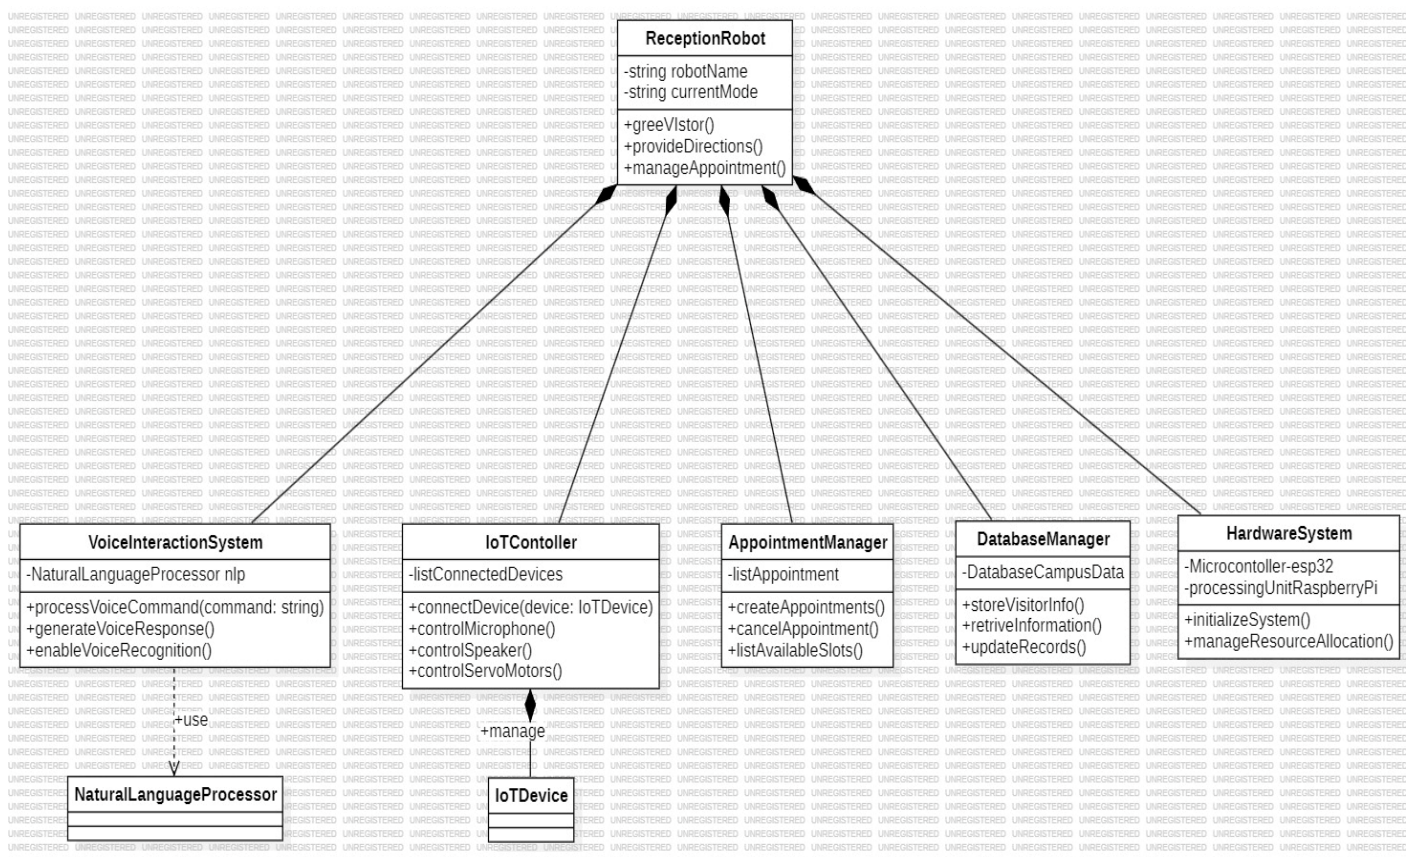 ReceptionRobot
-string robotName
-string currentMode
+greeVIstor()
+provideDirections()
+manageAppointment()
VoiceInteractionSystem
-NaturalLanguageProcessor nlp
+processVoiceCommand(command: string)
+generateVoiceResponse()
+enableVoiceRecognition()
IoTContoller
-listConnectedDevices
+connectDevice(device: IoTDevice)
+controlMicrophone()
+controlSpeaker()
+controlServoMotors()
AppointmentManager
-listAppointment
+createAppointments()
+cancelAppointment()
+listAvailableSlots()
DatabaseManager
-DatabaseCampusData
+storeVisitorInfo()
+retriveInformation()
+updateRecords()
HardwareSystem
-Microcontoller-esp32
-processingUnitRaspberryPi
+initializeSystem()
+manageResourceAllocation()
+use
+manage
NaturalLanguageProcessor
IoTDevice
UNREGISTERED